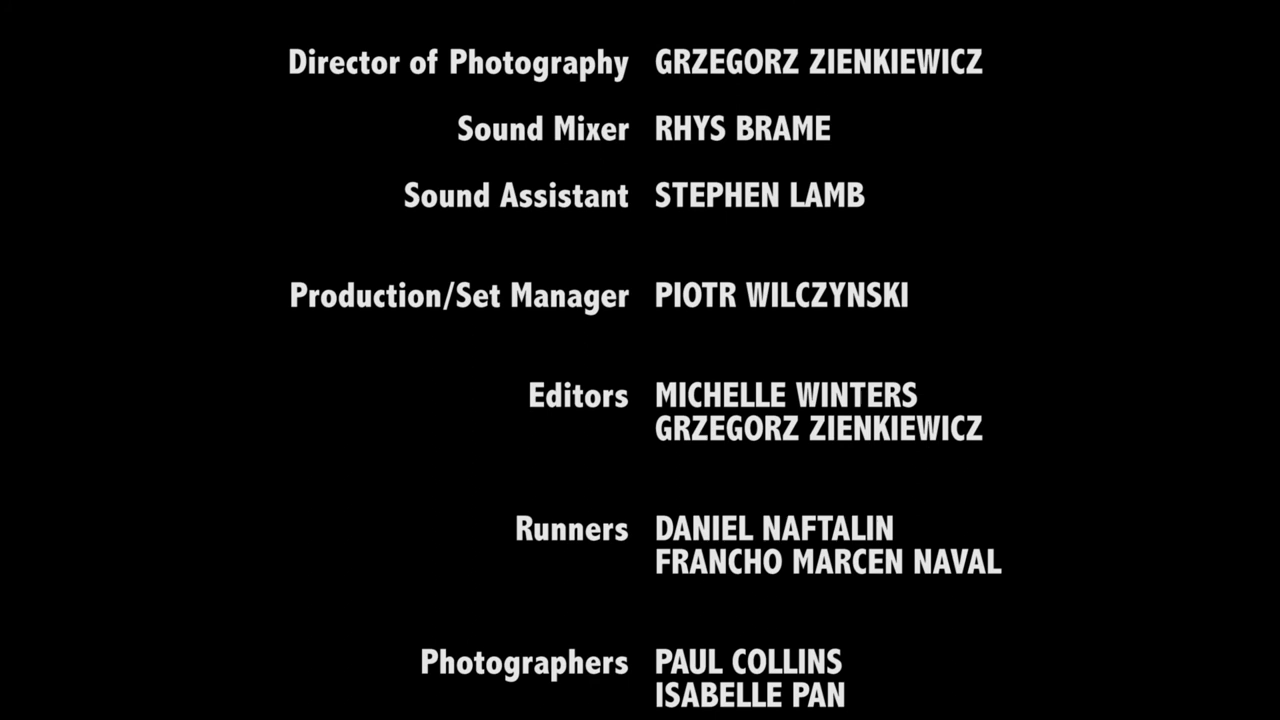 Director of Photography GRZEGORZ ZIENKIEWICZ
Sound Mixer RHYS BRAME
Sound Assistant STEPHEN LAMB
Production/Set Manager PIOTR WILCZYNSKI
Editors MICHELLE WINTERS
GRZEGORZ ZIENKIEWICZ
Runners DANIEL NAFTALIN
FRANCHO MARCEN NAVAL
Photographers PAUL COLLINS
ISABELLE PAN